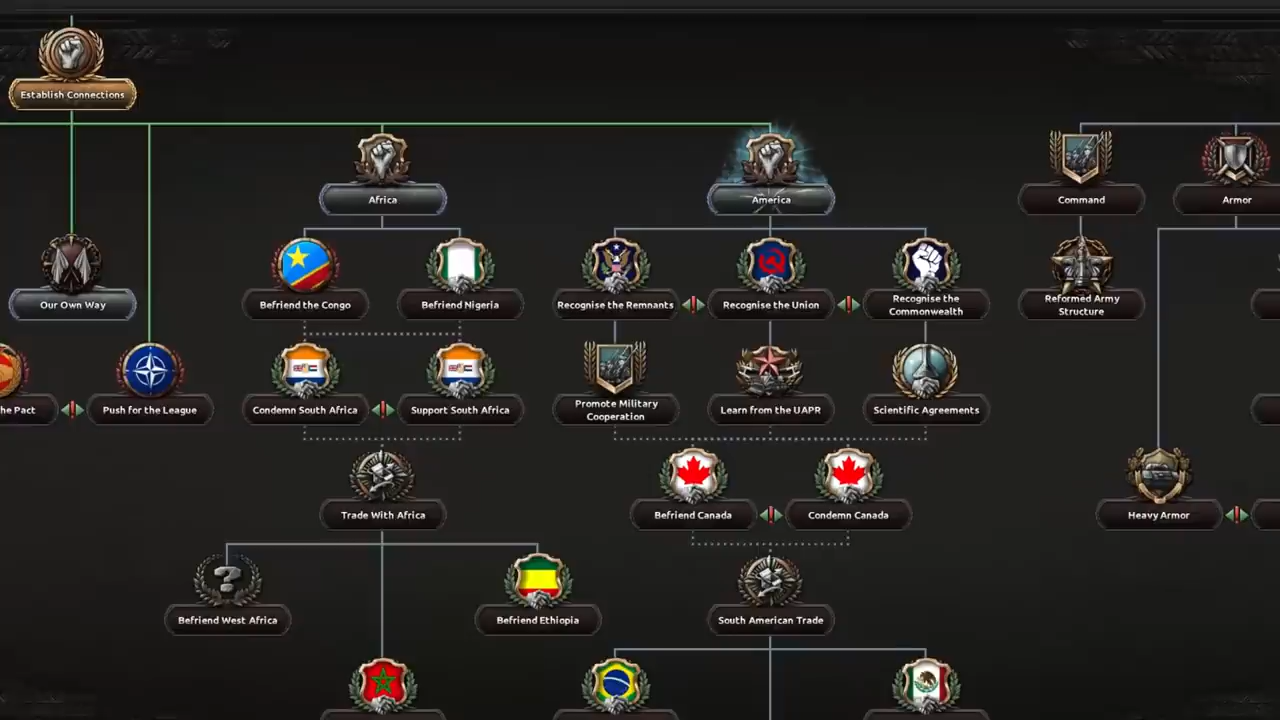 Establish Connections
Africa
America
Command
Armor
Our Own Way
Befriend the Congo
Befriend Nigeria
Recognise the Remnants
Recognise the Union
Recognise the
Commonwealth
Reformed Army
Structure
he Pact
Push for the League
Condemn South Africa
Support South Africa
Promote Military
Cooperation
Learn from the UAPR
Scientific Agreements
Trade With Africa
Befriend Canada
Condemn Canada
Heavy Armor
Befriend West Africa
Befriend Ethiopia
South American Trade